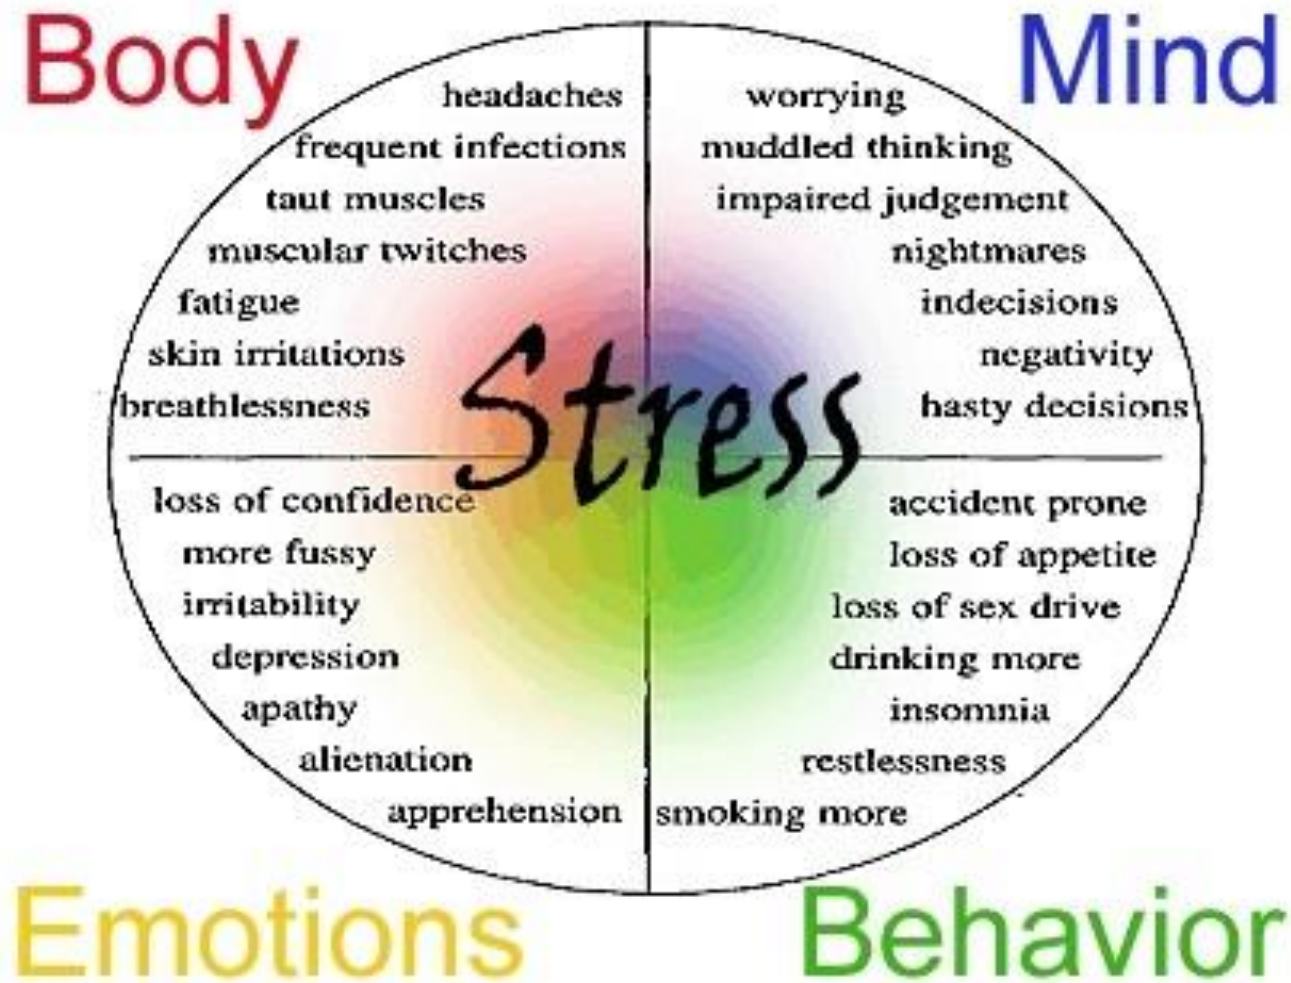 Body
headaches
frequent infections
taut muscles
muscular twitches
fatigue
skin irritations
breathlessness
Mind
worrying
muddled thinking
impaired judgement
nightmares
indecisions
negativity
hasty decisions
Stress
loss of confidence
more fussy
irritability
depression
apathy
alienation
apprehension
Emotions
accident prone
loss of appetite
loss of sex drive
drinking more
insomnia
restlessness
smoking more
Behavior